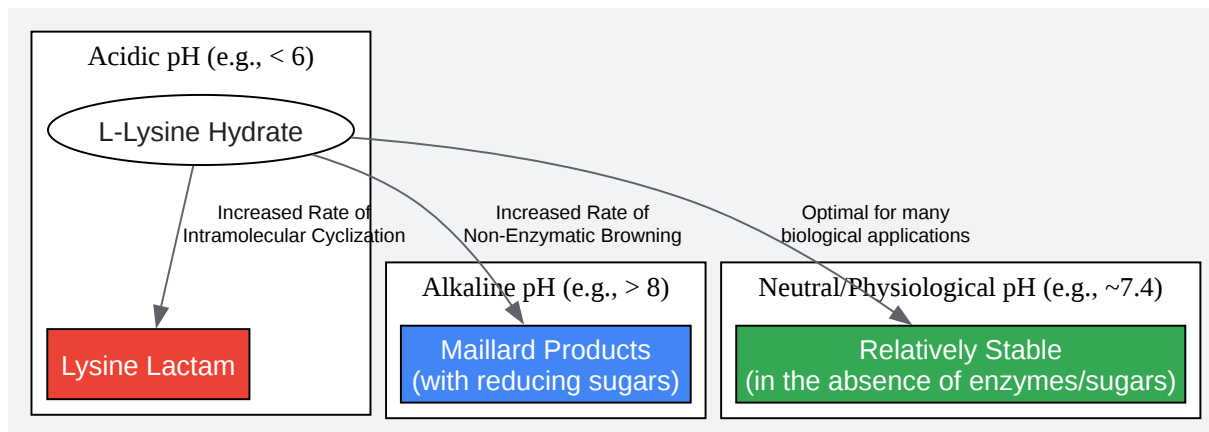 Acidic pH (e.g., < 6)
L-Lysine Hydrate
Increased Rate of
Intramolecular Cyclization
Increased Rate of
Non-Enzymatic Browning
Optimal for many
biological applications
Lysine Lactam
Alkaline pH (e.g., > 8)
Maillard Products
(with reducing sugars)
Neutral/Physiological pH (e.g., ~7.4)
Relatively Stable
(in the absence of enzymes/sugars)